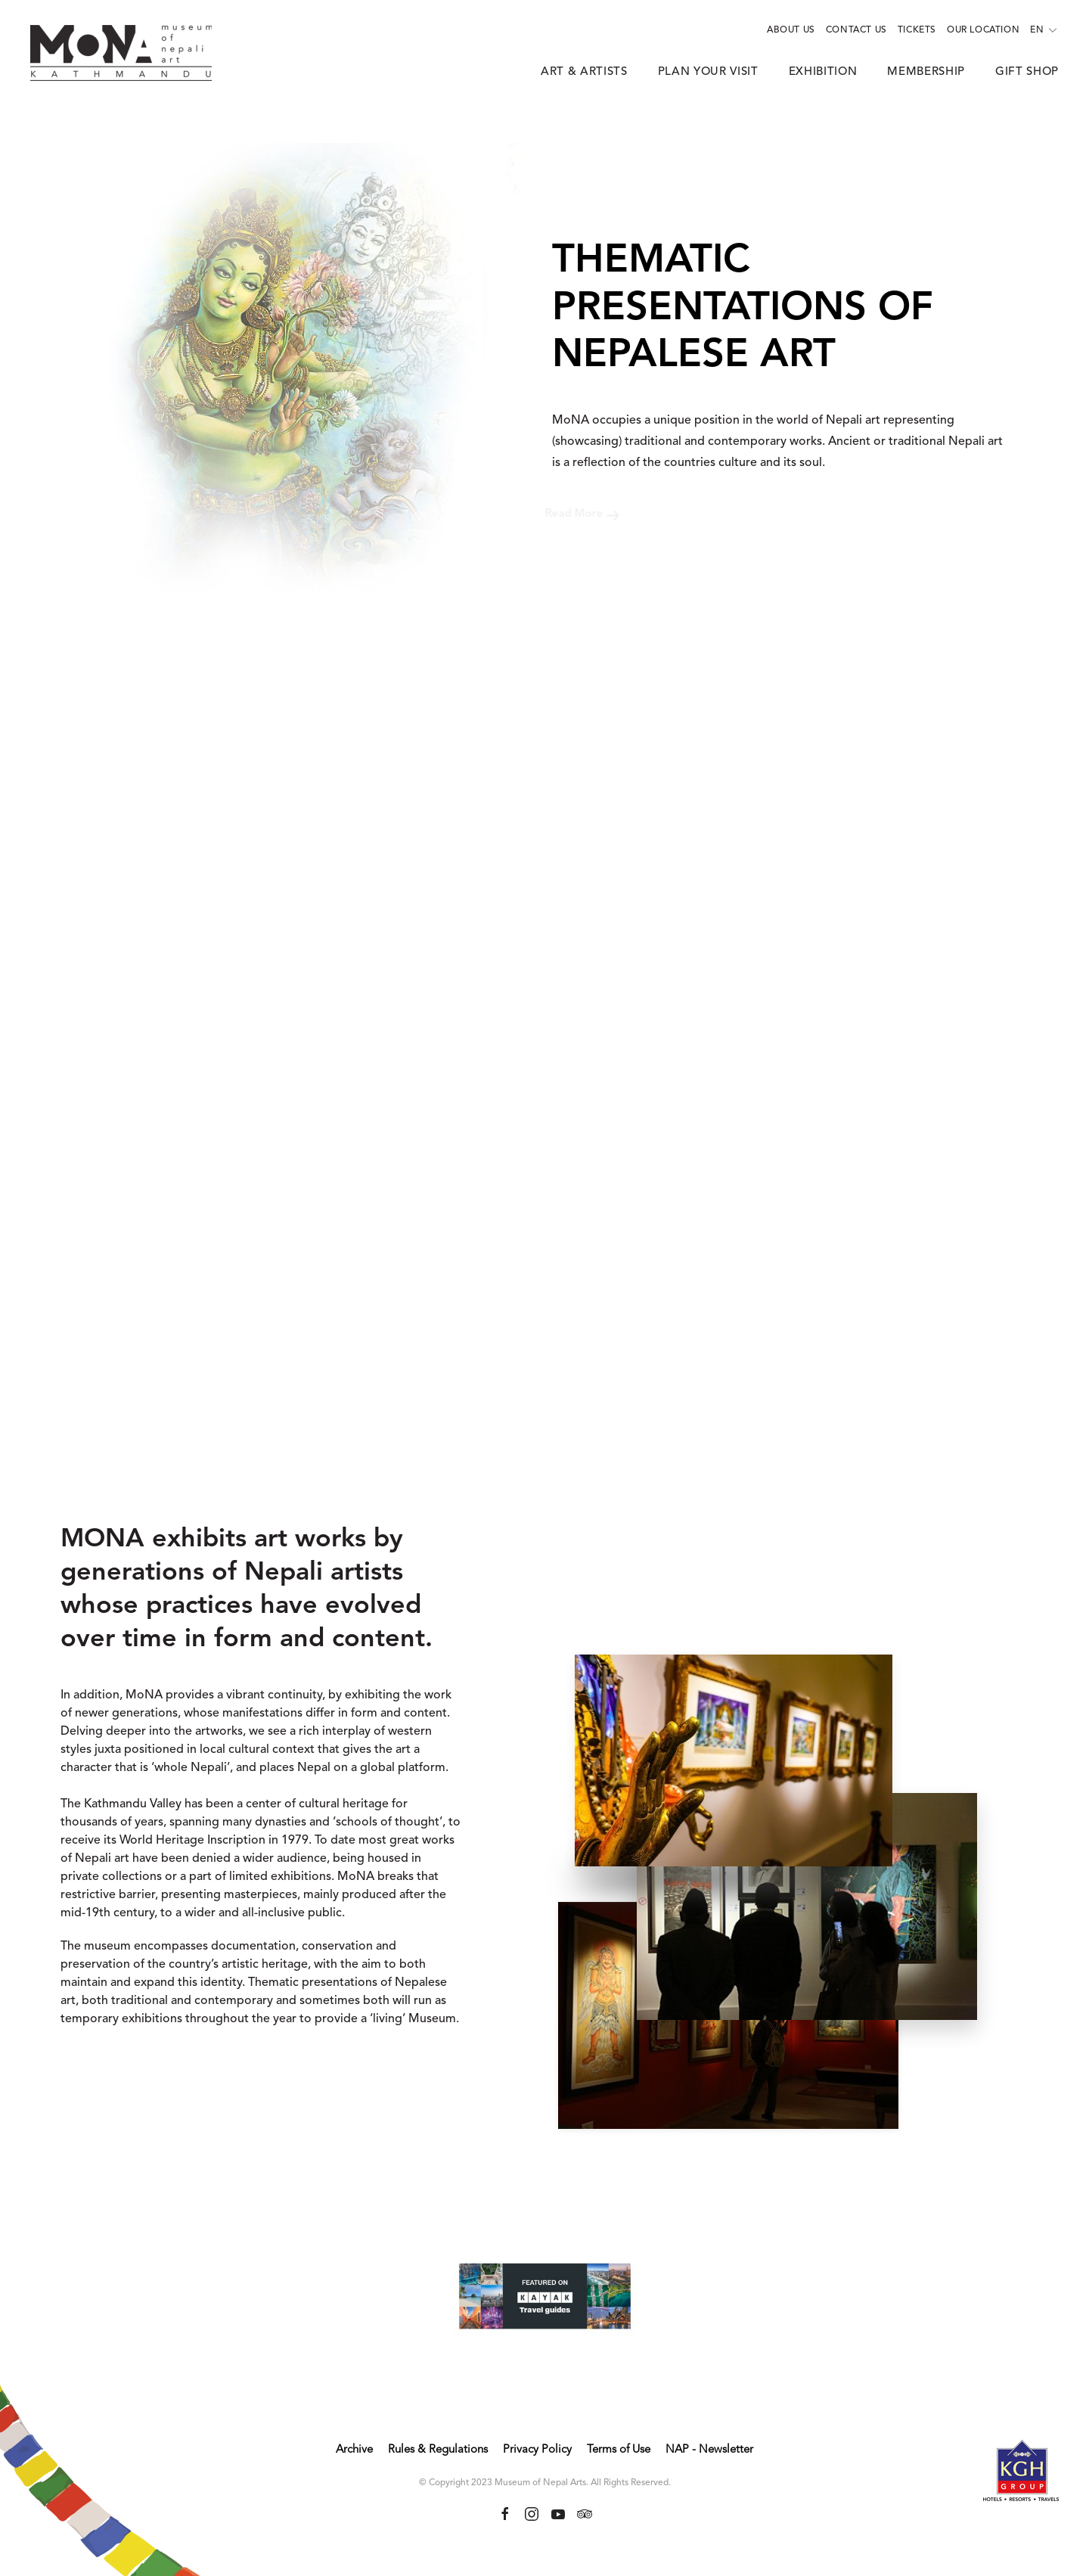 MoNA museum of nepali art
KATHMANDU
ABOUT US CONTACT US TICKETS OUR LOCATION EN
ART & ARTISTS PLAN YOUR VISIT EXHIBITION MEMBERSHIP GIFT SHOP
THEMATIC
PRESENTATIONS OF
NEPALESE ART
MoNA occupies a unique position in the world of Nepali art representing
(showcasing) traditional and contemporary works. Ancient or traditional Nepali art
is a reflection of the countries culture and its soul.
Read More
MONA exhibits art works by
generations of Nepali artists
whose practices have evolved
over time in form and content.
In addition, MoNA provides a vibrant continuity, by exhibiting the work
of newer generations, whose manifestations differ in form and content.
Delving deeper into the artworks, we see a rich interplay of western
styles juxta positioned in local cultural context that gives the art a
character that is ‘whole Nepali’, and places Nepal on a global platform.
The Kathmandu Valley has been a center of cultural heritage for
thousands of years, spanning many dynasties and ‘schools of thought’, to
receive its World Heritage Inscription in 1979. To date most great works
of Nepali art have been denied a wider audience, being housed in
private collections or a part of limited exhibitions. MoNA breaks that
restrictive barrier, presenting masterpieces, mainly produced after the
mid-19th century, to a wider and all-inclusive public.
The museum encompasses documentation, conservation and
preservation of the country’s artistic heritage, with the aim to both
maintain and expand this identity. Thematic presentations of Nepalese
art, both traditional and contemporary and sometimes both will run as
temporary exhibitions throughout the year to provide a ‘living’ Museum.
FEATURED ON
KAYAK
Travel guides
Archive Rules & Regulations Privacy Policy Terms of Use NAP - Newsletter
© Copyright 2023 Museum of Nepal Arts. All Rights Reserved.
KGH
GROUP
HOTELS • RESORTS • TRAVELS